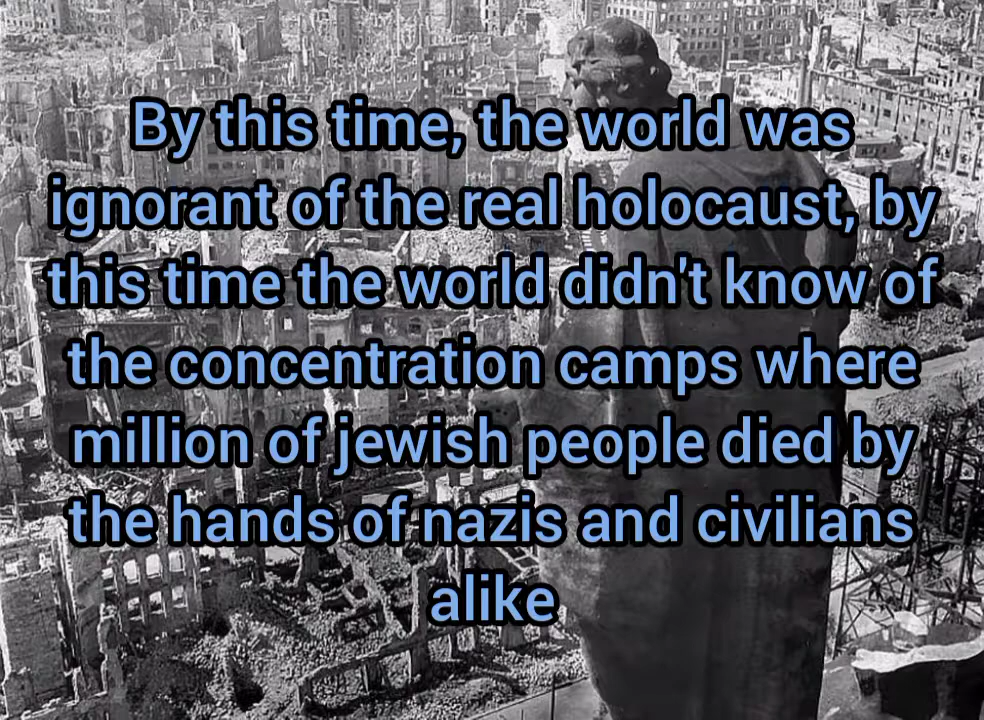 By this time, the world was
ignorant of the real holocaust, by
this time the world didn't know of
the concentration camps where
million of jewish people died by
the hands of nazis and civilians
alike